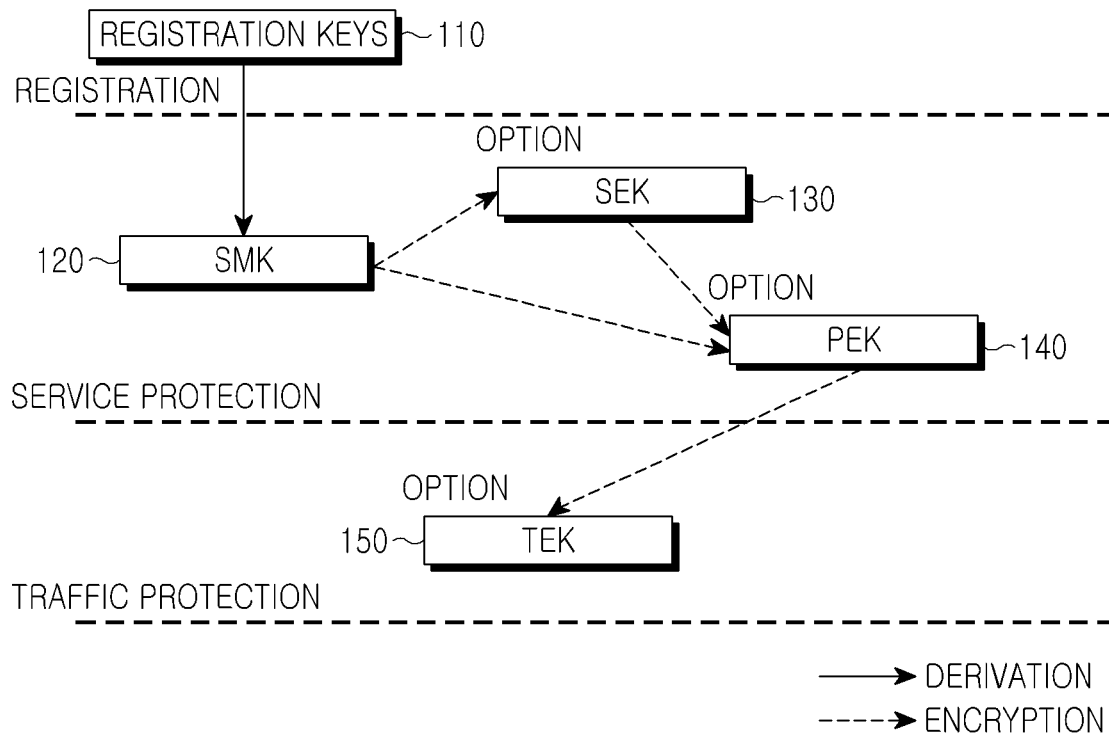 REGISTRATION KEYS 110
REGISTRATION
OPTION
SEK 130
120 SMK
OPTION
PEK 140
SERVICE PROTECTION
OPTION
150 TEK
TRAFFIC PROTECTION
DERIVATION
ENCRYPTION